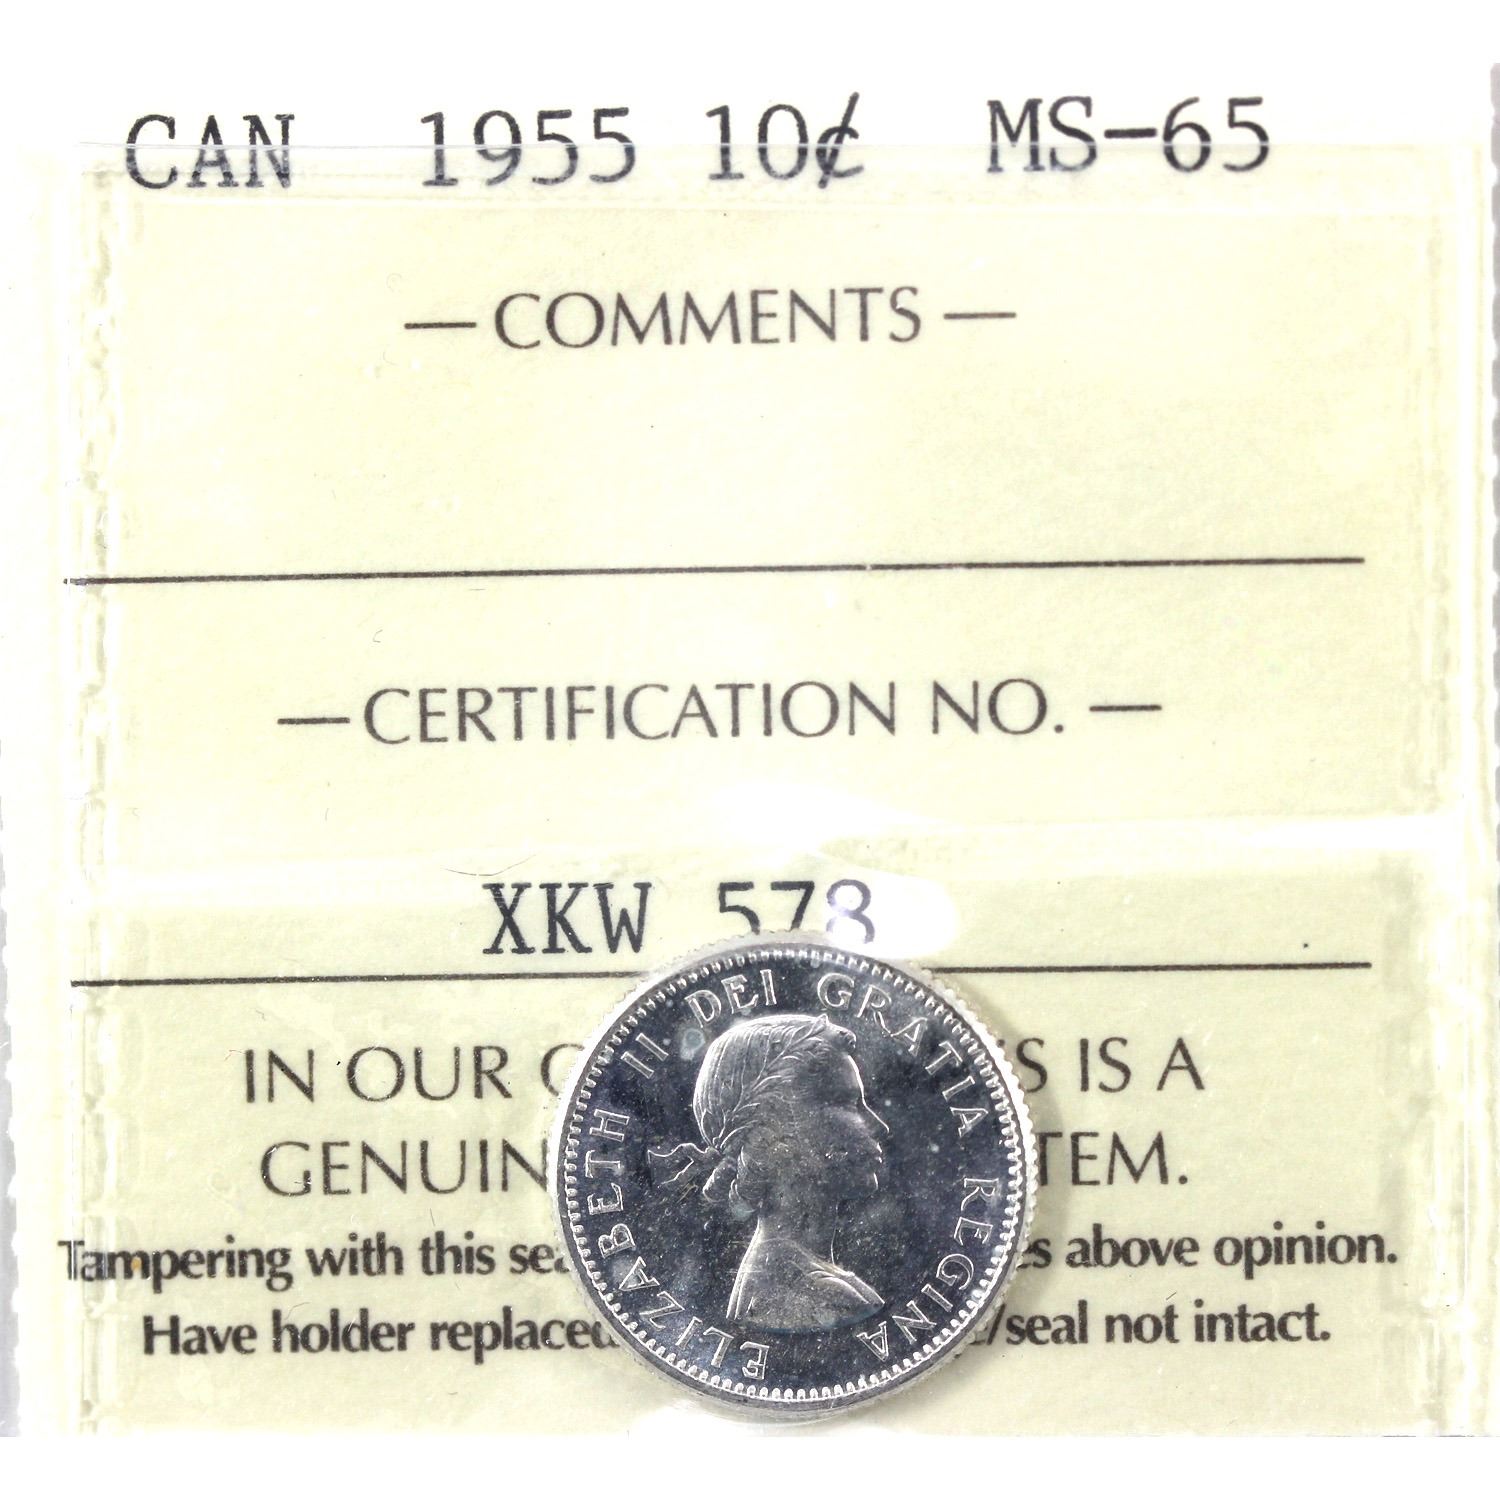 CAN 1955 10¢ MS-65
— COMMENTS —
— CERTIFICATION NO. —
XKW 578
IN OUR S IS A
GENUIN TEM.
Tampering with this sea es above opinion.
Have holder replaced /seal not intact.
ELIZABETH II DEI GRATIA REGINA